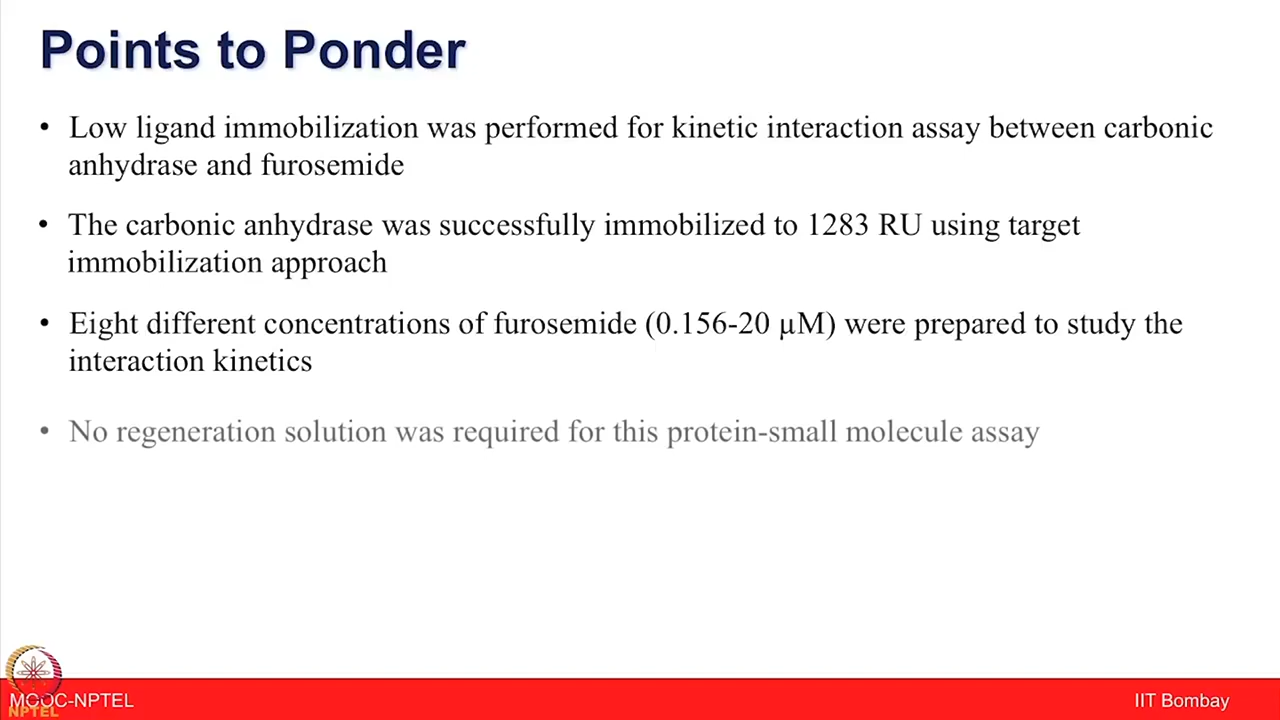 Points to Ponder
• Low ligand immobilization was performed for kinetic interaction assay between carbonic
anhydrase and furosemide
• The carbonic anhydrase was successfully immobilized to 1283 RU using target
immobilization approach
• Eight different concentrations of furosemide (0.156-20 µM) were prepared to study the
interaction kinetics
• No regeneration solution was required for this protein-small molecule assay
MOOC-NPTEL
NPTEL
IIT Bombay